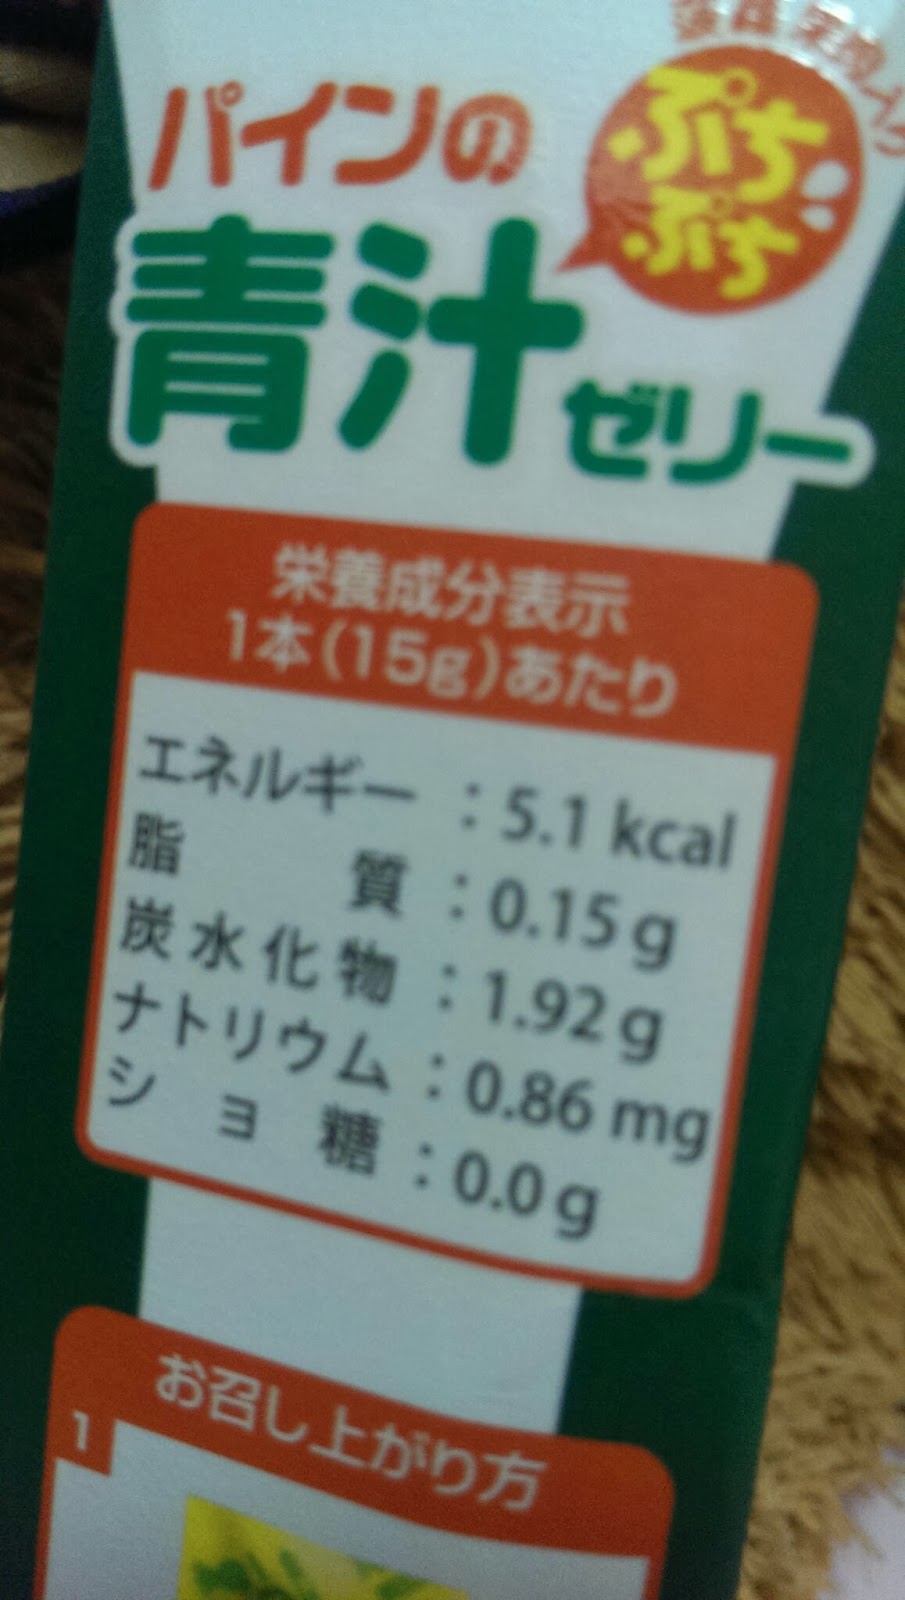 パインの
青汁ゼリー
ぷち
ぷち
栄養成分表示
1本(15g)あたり
エネルギー : 5.1 kcal
脂質 : 0.15 g
炭水化物 : 1.92 g
ナトリウム : 0.86 mg
ショ糖 : 0.0 g
お召し上がり方
1